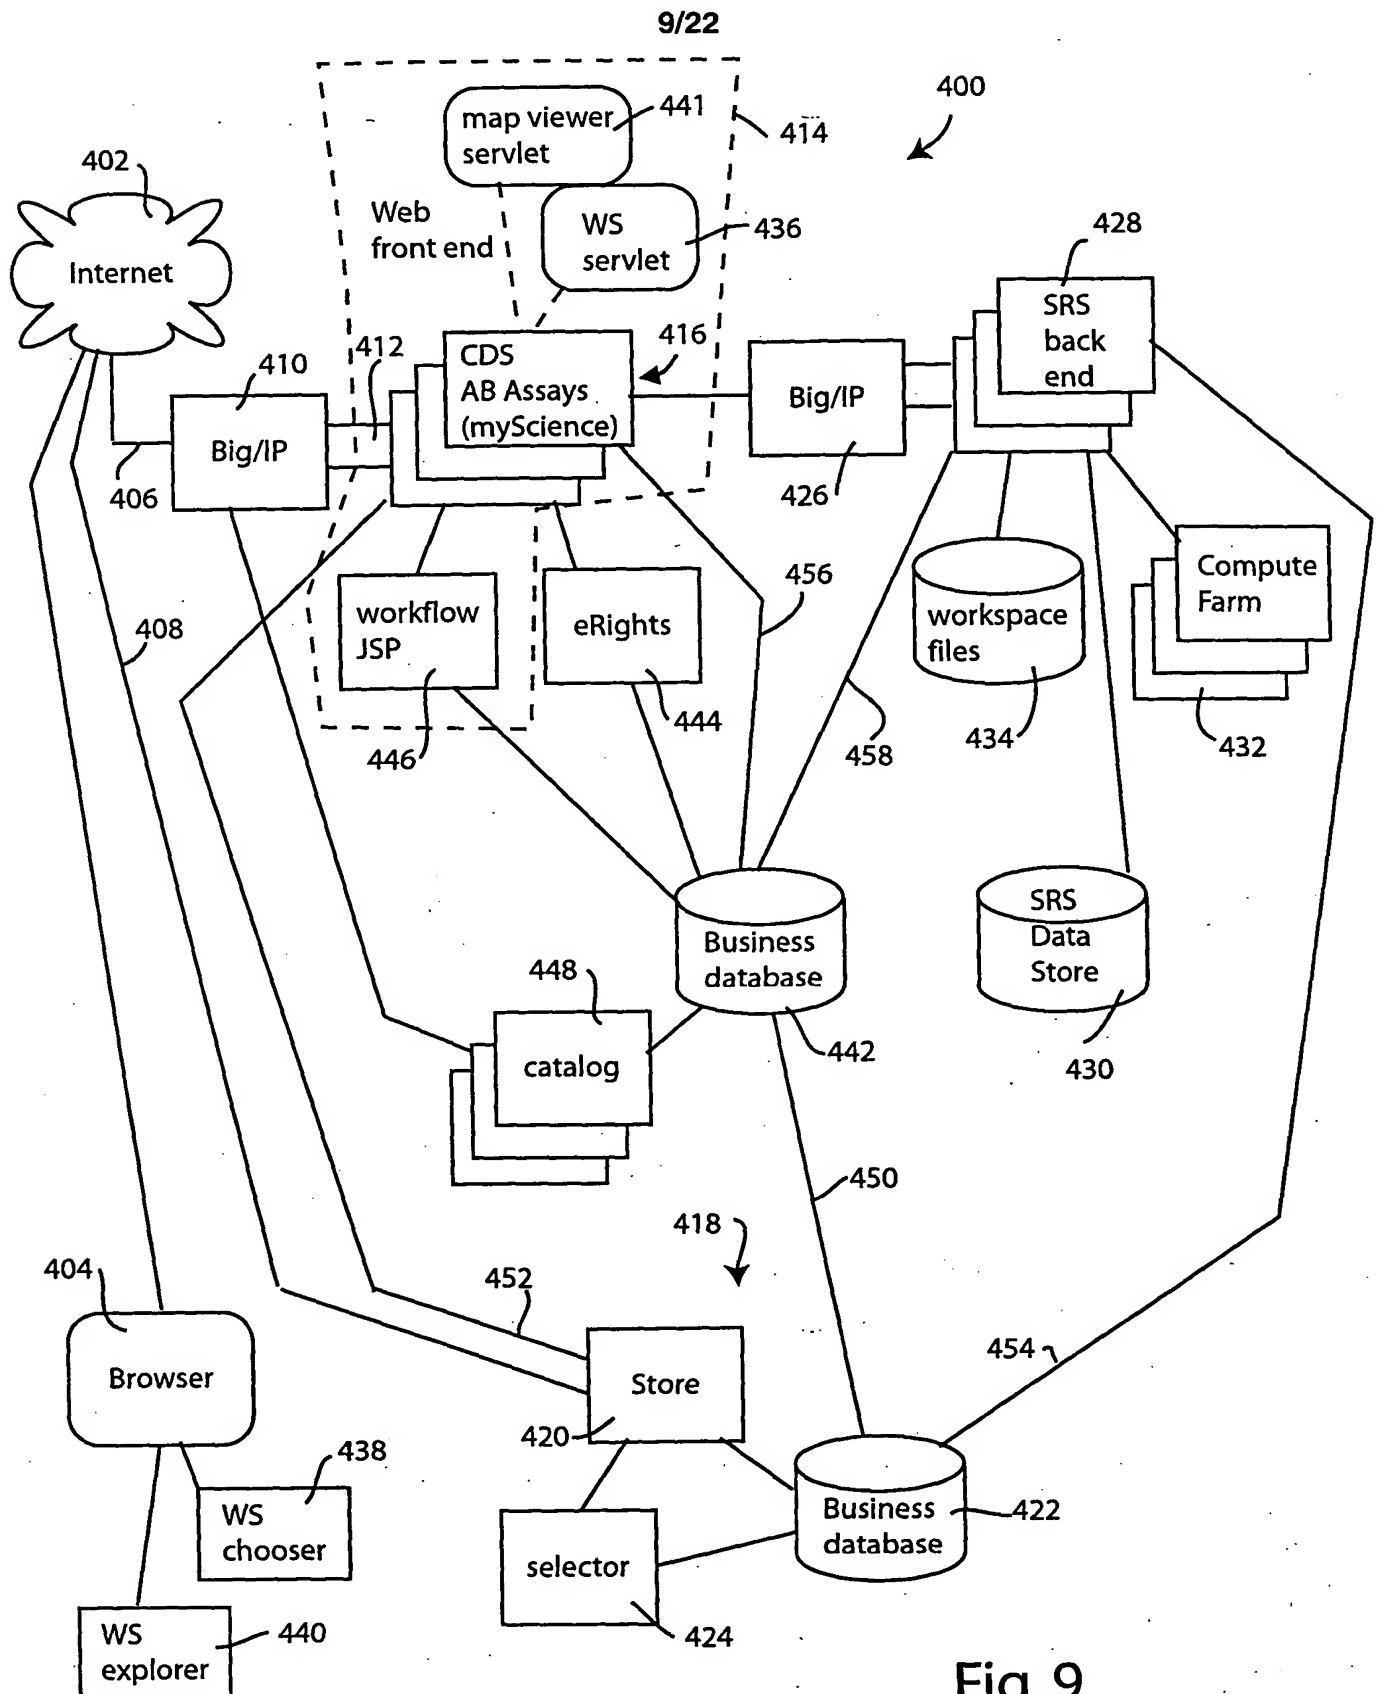 9/22
400
map viewer
servlet
441
414
402
Web
front end
WS
servlet
436
428
Internet
SRS
back
end
410
412
CDS
AB Assays
(myScience)
416
Big/IP
Big/IP
406
426
Compute
Farm
456
workflow
JSP
eRights
workspace
files
408
446
444
458
434
432
SRS
Data
Store
Business
database
448
catalog
442
430
450
418
404
452
454
Browser
Store
420
438
WS
chooser
Business
database
422
selector
424
WS
explorer
440
Fig 9